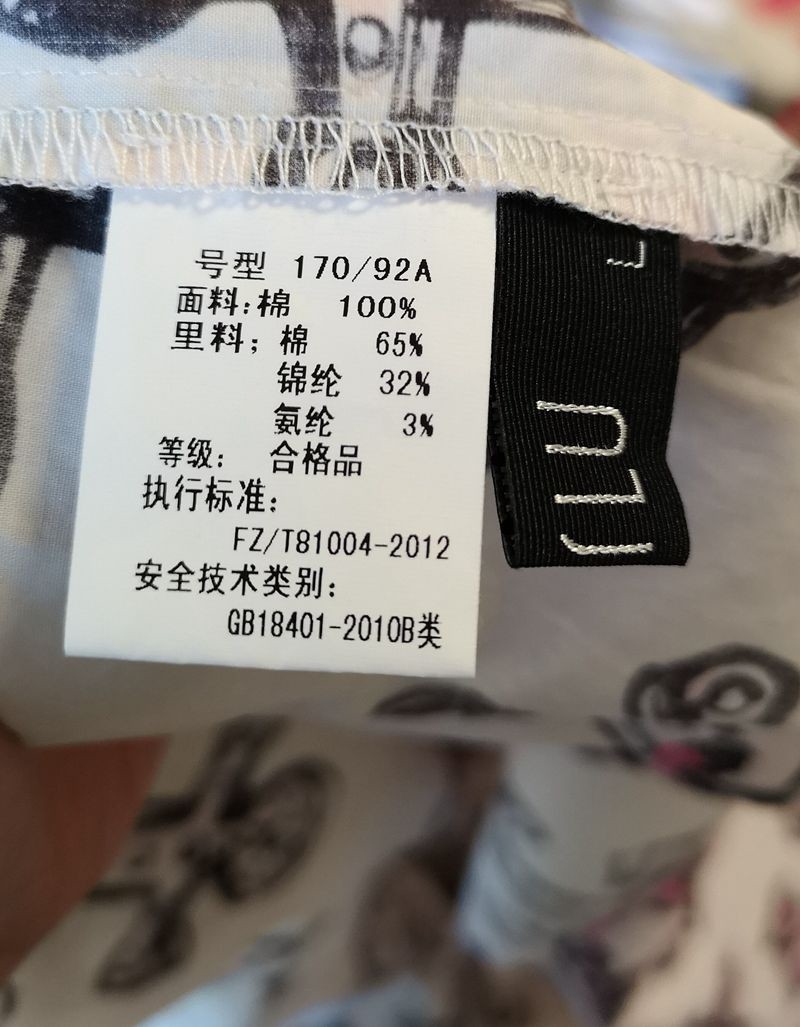 号型 170/92A
面料:棉 100%
里料; 棉 65%
锦纶 32%
氨纶 3%
等级: 合格品
执行标准:
FZ/T81004-2012
安全技术类别:
GB18401-2010B类